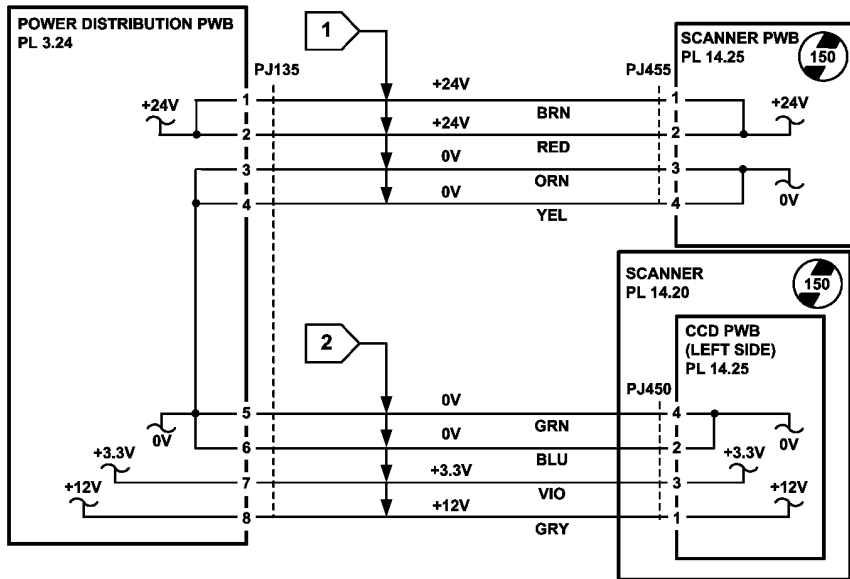 POWER DISTRIBUTION PWB
PL 3.24
1
SCANNER PWB
PL 14.25
150
PJ135
PJ455
+24V
1
+24V
BRN
1
+24V
2
+24V
RED
2
3
0V
ORN
3
4
0V
YEL
4
0V
SCANNER
PL 14.20
150
2
CCD PWB
(LEFT SIDE)
PL 14.25
PJ450
0V
5
0V
GRN
4
0V
6
0V
BLU
2
+3.3V
7
+3.3V
VIO
3
+3.3V
+12V
8
+12V
GRY
1
+12V